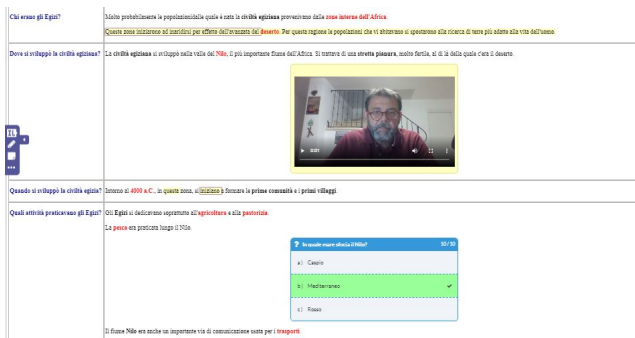 Chi erano gli Egizi?
Molto probabilmente le popolazionidalle quale è nata la civiltà egiziana provenivano dalle zone interne dell'Africa.
Queste zone iniziarono ad inaridirsi per effetto dell'avanzata del deserto. Per questa ragione le popolazioni che vi abitavano si spostarono alla ricerca di terre più adatte alla vita dell'uomo.
Dove si sviluppò la civiltà egiziana?
La civiltà egiziana si sviluppò nella valle del Nilo, il più importante fiume dell'Africa. Si trattava di una stretta pianura, molto fertile, al di là della quale c'era il deserto.
0:01
Quando si sviluppò la civiltà egizia?
Intorno al 4000 a.C., in questa zona, si iniziano a formare le prime comunità e i primi villaggi.
Quali attività praticavano gli Egizi?
Gli Egizi si dedicavano soprattutto all'agricoltura e alla pastorizia.
La pesca era praticata lungo il Nilo.
? In quale mare sfocia il Nilo? 10/10
a) Caspio
b) Mediterraneo
c) Rosso
Il fiume Nilo era anche un importante via di comunicazione usata per i trasporti.